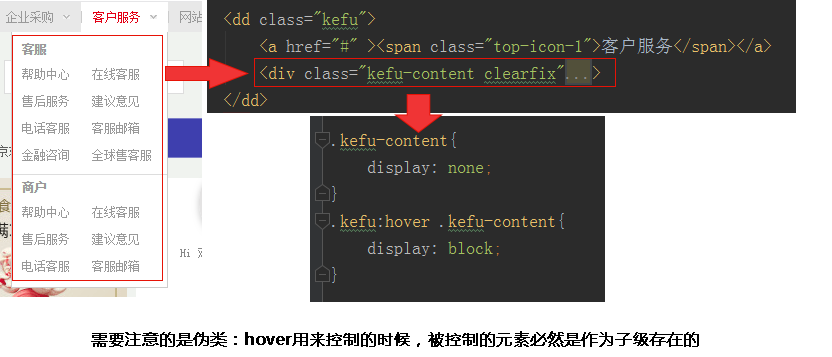 企业采购
客户服务
网站
客服
帮助中心 在线客服
售后服务 建议意见
电话客服 客服邮箱
金融咨询 全球售客服
商户
帮助中心 在线客服
售后服务 建议意见
电话客服 客服邮箱
Hi
<dd class="kefu">
<a href="#" ><span class="top-icon-1">客户服务</span></a>
<div class="kefu-content clearfix"...>
</dd>
.kefu-content{
display: none;
}
.kefu:hover .kefu-content{
display: block;
}
需要注意的是伪类：hover用来控制的时候，被控制的元素必然是作为子级存在的